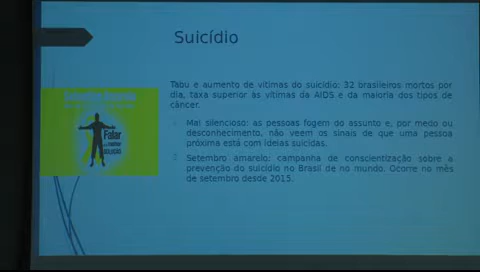 Suicídio
Tabu e aumento de vítimas do suicídio: 32 brasileiros mortos por
dia, taxa superior às vítimas da AIDS e da maioria dos tipos de
câncer.
Mal silencioso: as pessoas fogem do assunto e, por medo ou
desconhecimento, não veem os sinais de que uma pessoa
próxima está com ideias suicidas.
Setembro amarelo: campanha de conscientização sobre a
prevenção do suicídio no Brasil de no mundo. Ocorre no mês
de setembro desde 2015.
Falar